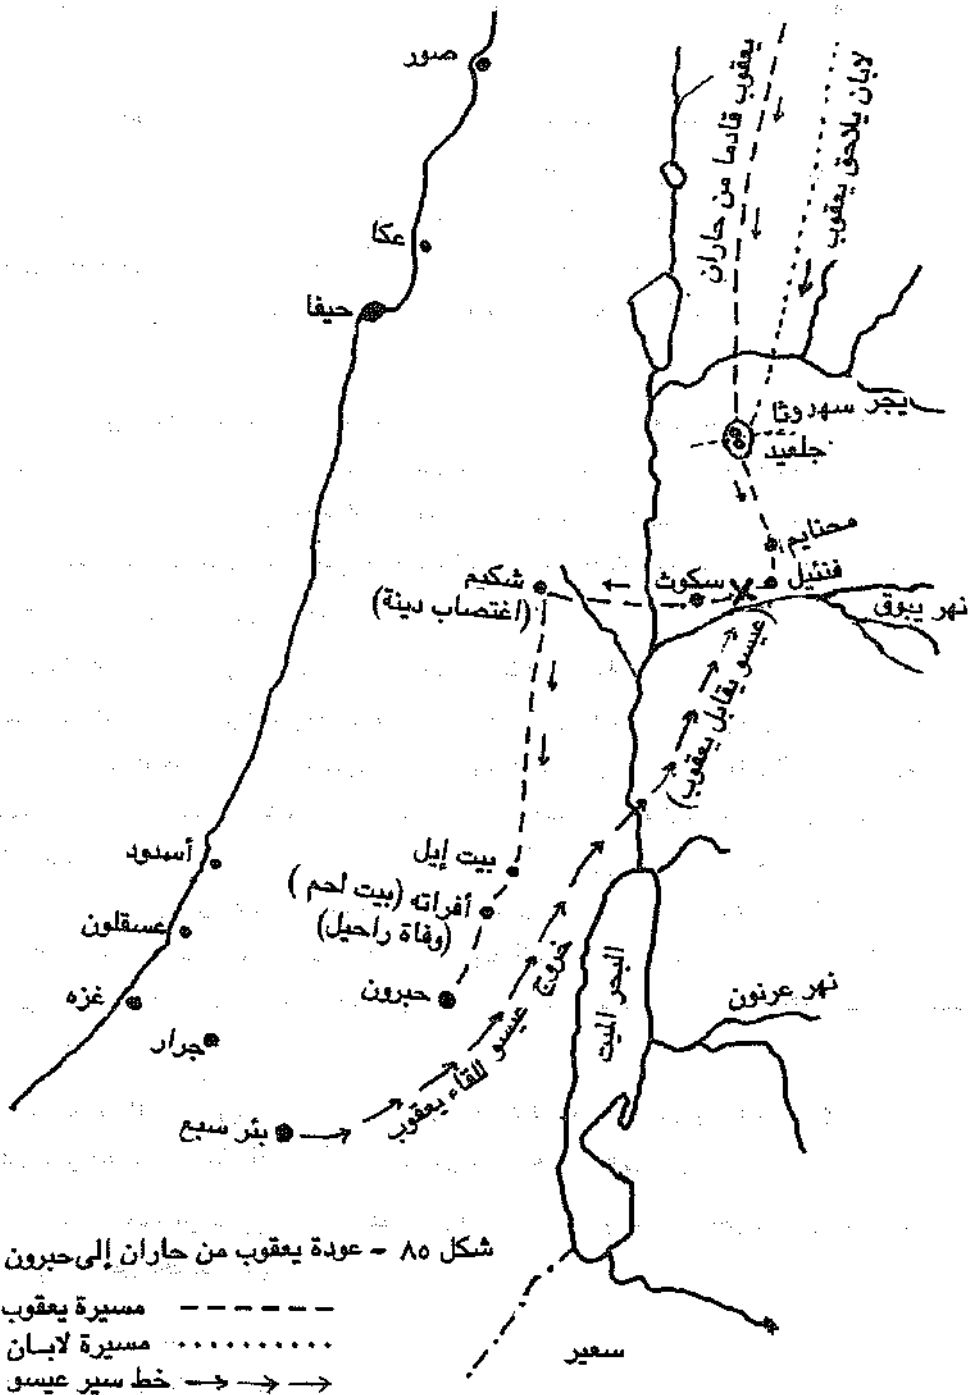 صور
عكا
حيفا
يعقوب قادما من حاران
لابان يلاحق يعقوب
يجر سهدوثا
جلعيد
محنايم
فنئيل
سكوث
نهر يبوق
شكيم
(اغتصاب دينة)
(عيسو يقابل يعقوب)
بيت إيل
أفراته (بيت لحم)
(وفاة راحيل)
حبرون
أسدود
عسقلون
غزه
جرار
بئر سبع
خروج عيسو للقاء يعقوب
البحر الميت
نهر عرنون
سعير
شكل ٨٥ - عودة يعقوب من حاران إلى حبرون
مسيرة يعقوب
مسيرة لابـان
خط سير عيسو